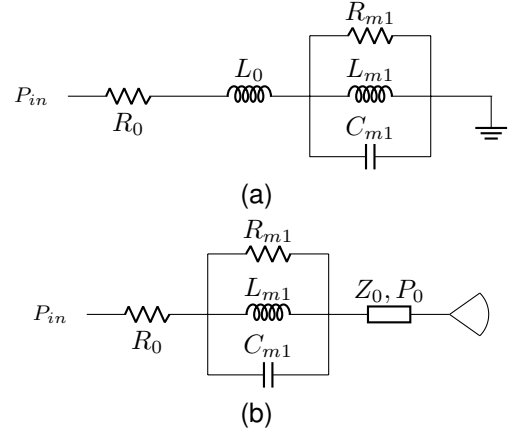 R_{m1}
L_0
L_{m1}
P_{in}
R_0
C_{m1}
(a)
R_{m1}
L_{m1}
Z_0, P_0
P_{in}
R_0
C_{m1}
(b)